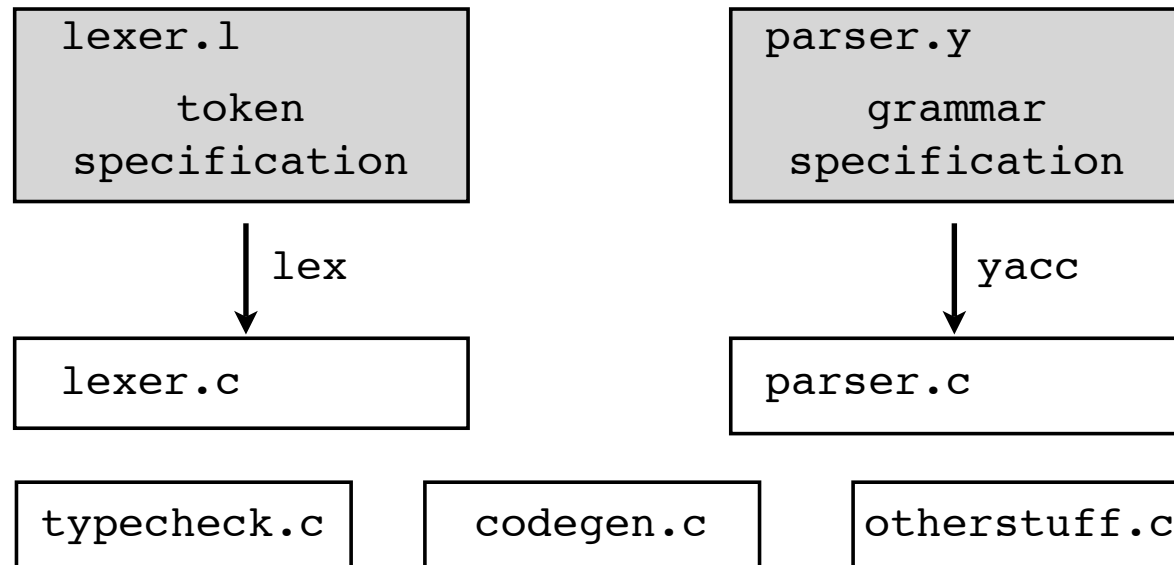 lexer.l
token
specification
parser.y
grammar
specification
lex
yacc
lexer.c
parser.c
typecheck.c
codegen.c
otherstuff.c